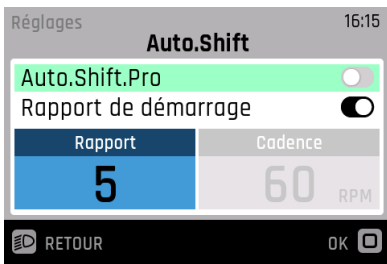 Réglages 16:15
Auto.Shift
Auto.Shift.Pro
Rapport de démarrage
Rapport Cadence
5 60 RPM
RETOUR OK